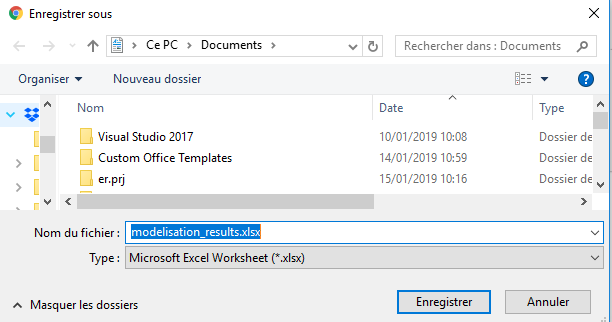 Enregistrer sous
Ce PC > Documents >
Rechercher dans : Documents
Organiser
Nouveau dossier
?
Nom Date Type
Visual Studio 2017 10/01/2019 10:08 Dossier de
Custom Office Templates 14/01/2019 10:59 Dossier de
er.prj 15/01/2019 10:16 Dossier de
Nom du fichier : modelisation_results.xlsx
Type : Microsoft Excel Worksheet (*.xlsx)
Masquer les dossiers
Enregistrer
Annuler